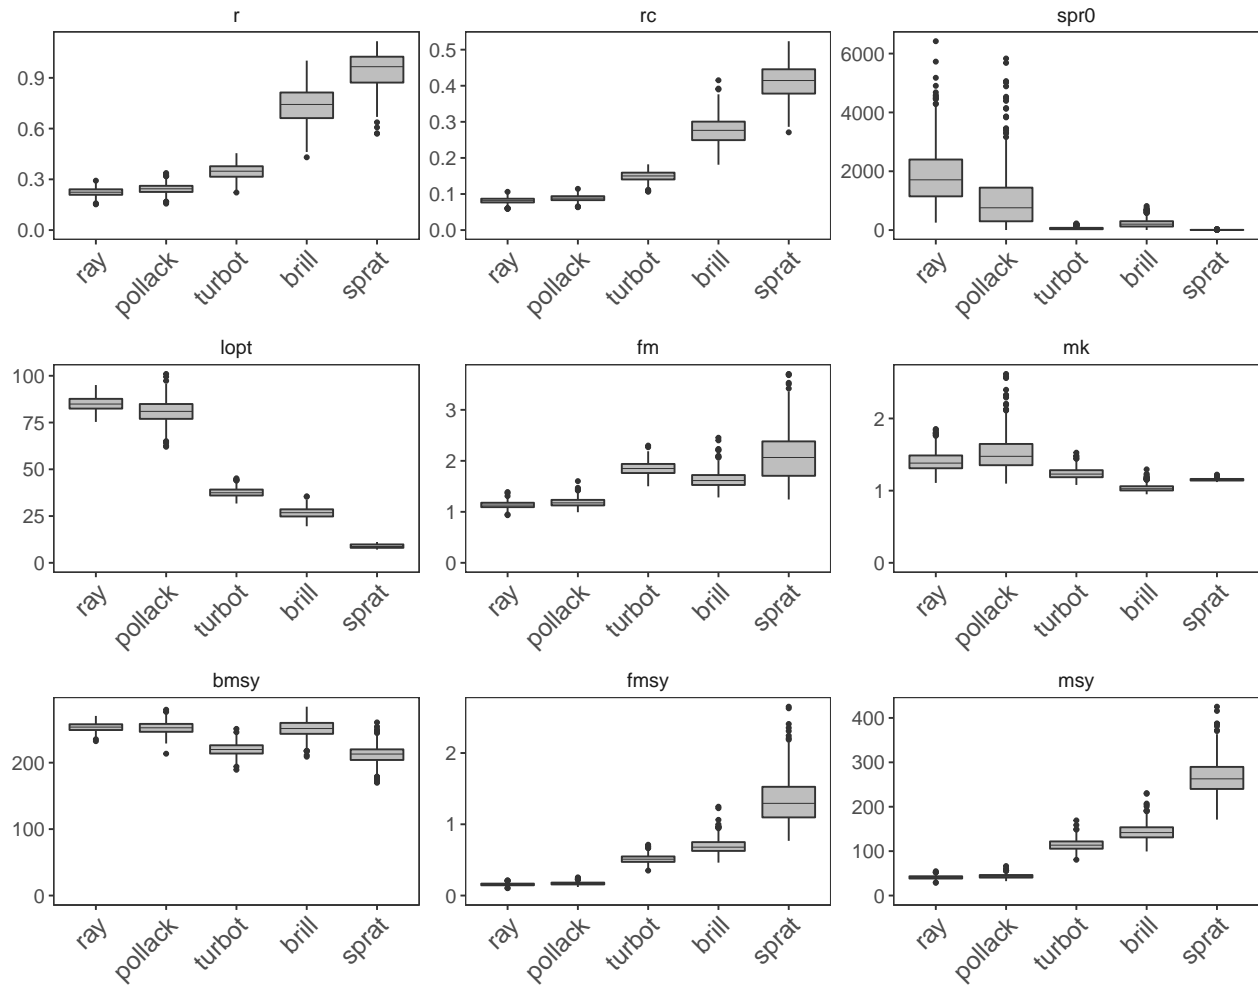 r rc spr0
0.9 0.6 0.3 0.0
0.5 0.4 0.3 0.2 0.1 0.0
6000 4000 2000 0
ray pollack turbot brill sprat ray pollack turbot brill sprat ray pollack turbot brill sprat
lopt fm mk
100 75 50 25 0
3 2 1 0
2 1 0
ray pollack turbot brill sprat ray pollack turbot brill sprat ray pollack turbot brill sprat
bmsy fmsy msy
200 100 0
2 1 0
400 300 200 100 0
ray pollack turbot brill sprat ray pollack turbot brill sprat ray pollack turbot brill sprat